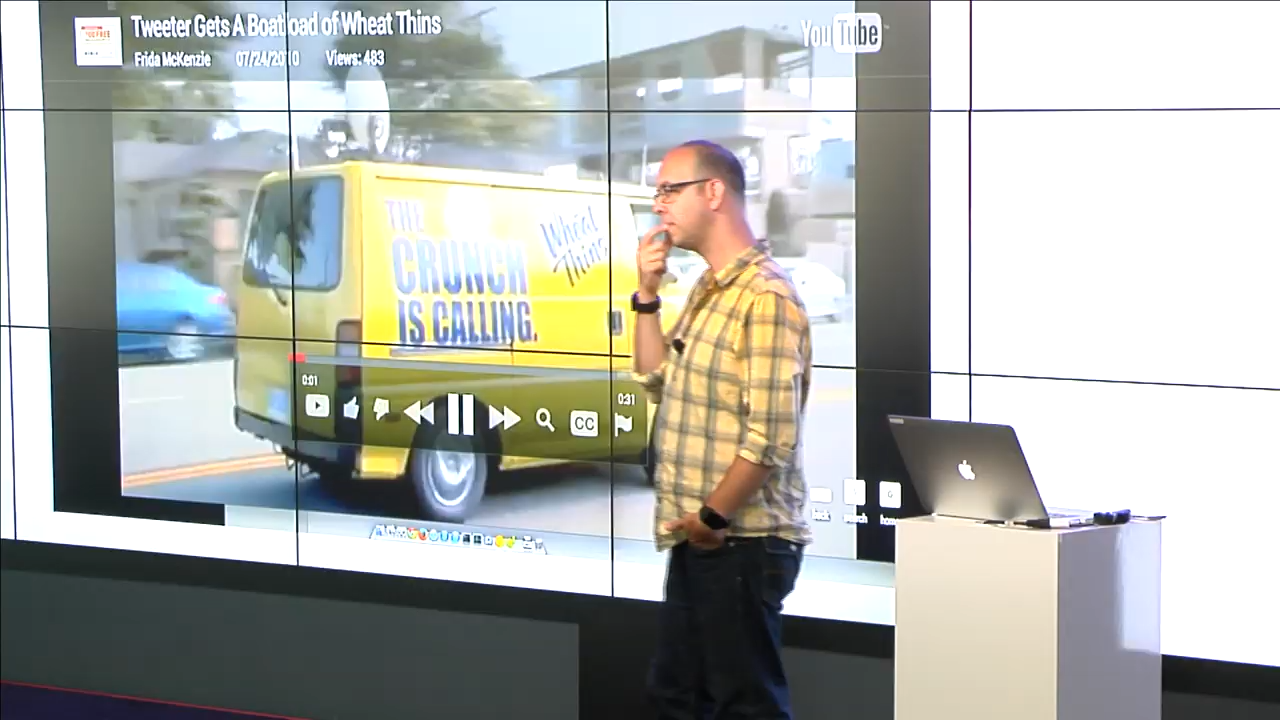 Tweeter Gets A Boatload of Wheat Thins
Frida McKenzie 07/24/2010 Views: 483
YouTube
THE
CRUNCH
IS CALLING.
Wheat
Thins
0:01
0:31
CC